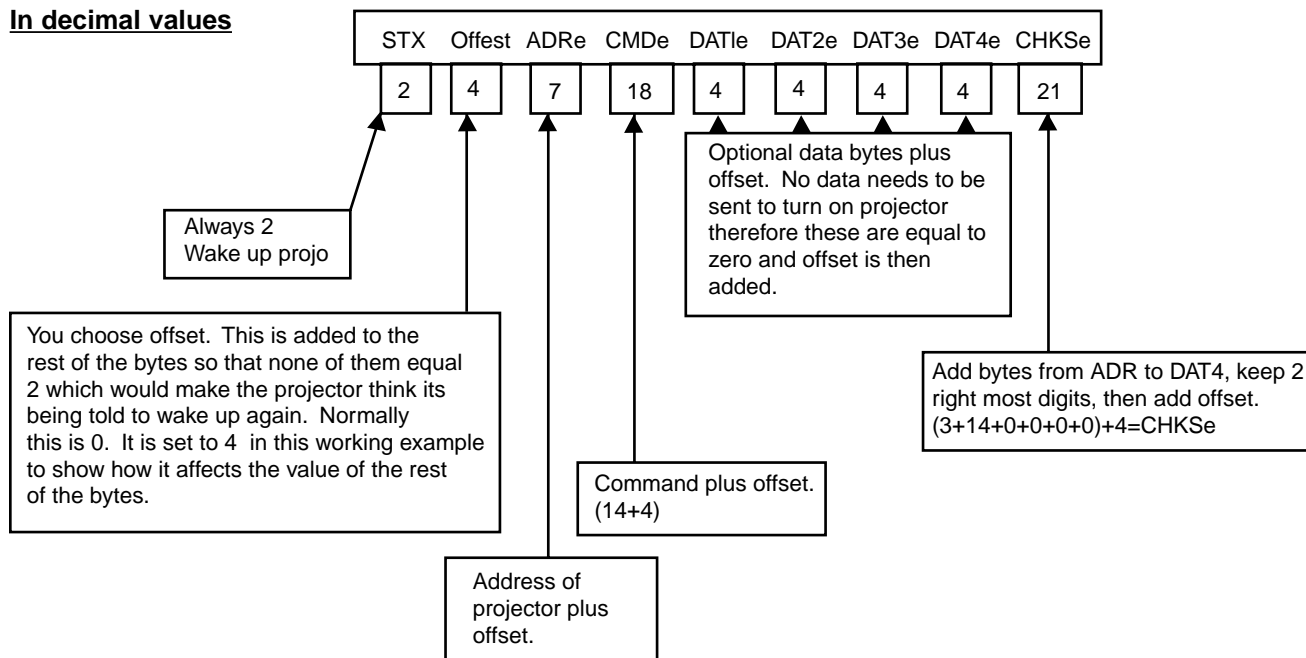 In decimal values
STX Offest ADRe CMDe DATle DAT2e DAT3e DAT4e CHKSe
2 4 7 18 4 4 4 4 21
Optional data bytes plus
offset. No data needs to be
sent to turn on projector
therefore these are equal to
zero and offset is then
added.
Always 2
Wake up projo
You choose offset. This is added to the
rest of the bytes so that none of them equal
2 which would make the projector think its
being told to wake up again. Normally
this is 0. It is set to 4 in this working example
to show how it affects the value of the rest
of the bytes.
Add bytes from ADR to DAT4, keep 2
right most digits, then add offset.
(3+14+0+0+0+0)+4=CHKSe
Command plus offset.
(14+4)
Address of
projector plus
offset.